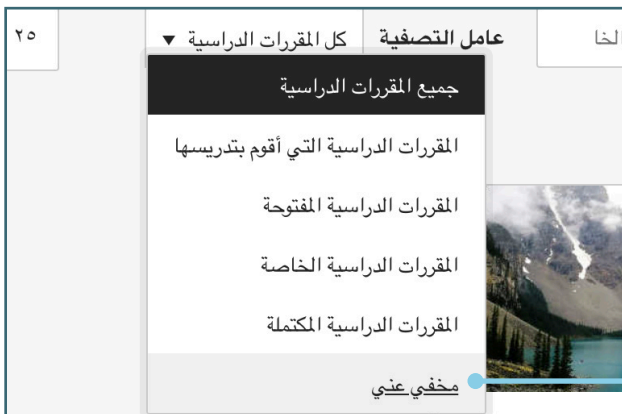 الخا
عامل التصفية
كل المقررات الدراسية
٢٥
جميع المقررات الدراسية
المقررات الدراسية التي أقوم بتدريسها
المقررات الدراسية المفتوحة
المقررات الدراسية الخاصة
المقررات الدراسية المكتملة
مخفي عني